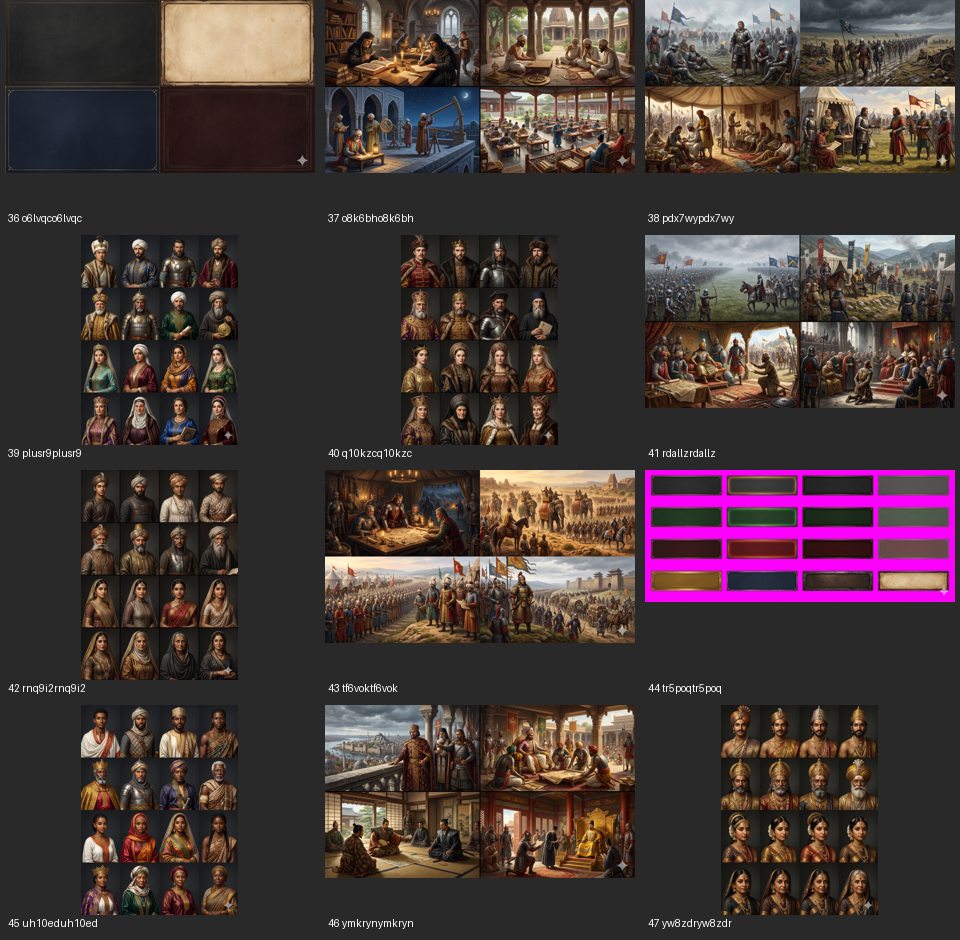 36 o6lvqco6lvqc
37 o8k6bho8k6bh
38 pdx7wypdx7wy
39 plusr9plusr9
40 q10kzcq10kzc
41 rdallzrdallz
42 rnq9i2rnq9i2
43 tf6voktf6vok
44 tr5poqtr5poq
45 uh10eduh10ed
46 ymkrynymkryn
47 yw8zdryw8zdr